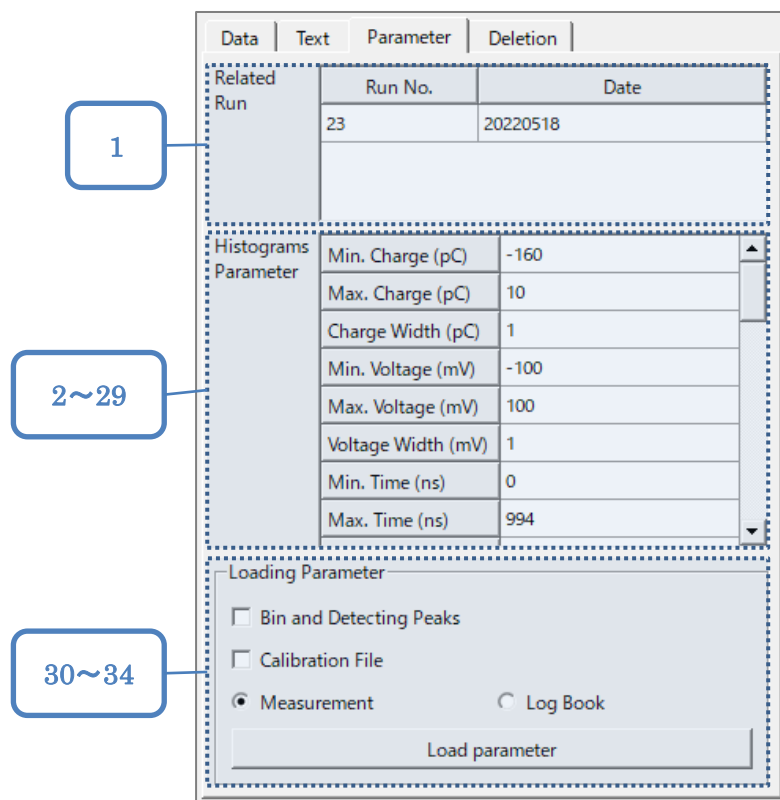 Data Text Parameter Deletion
Related Run
Run No. Date
23 20220518
1
Histograms Parameter
Min. Charge (pC) -160
Max. Charge (pC) 10
Charge Width (pC) 1
Min. Voltage (mV) -100
Max. Voltage (mV) 100
Voltage Width (mV) 1
Min. Time (ns) 0
Max. Time (ns) 994
2～29
Loading Parameter
Bin and Detecting Peaks
Calibration File
Measurement Log Book
Load parameter
30～34